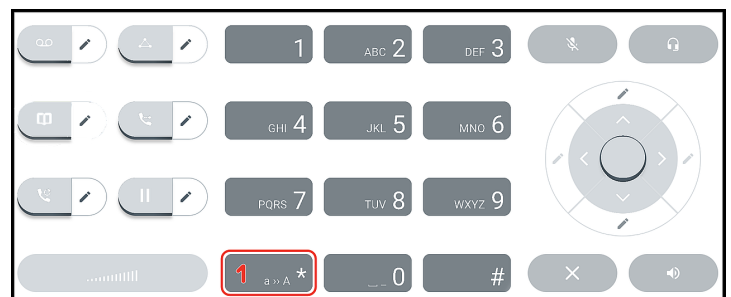 1 ABC 2 DEF 3
GHI 4 JKL 5 MNO 6
PQRS 7 TUV 8 WXYZ 9
1 a ›› A * 0 #